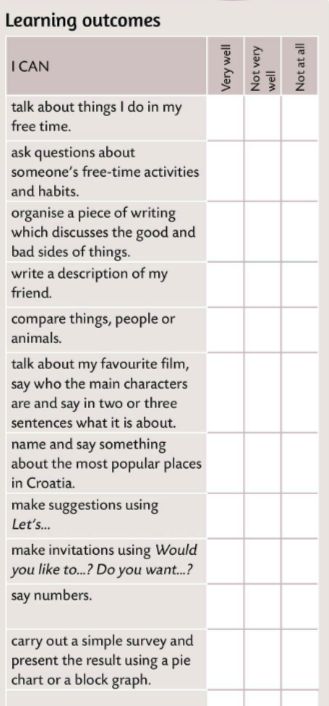 Learning outcomes
I CAN
Very well
Not very
well
Not at all
talk about things I do in my
free time.
ask questions about
someone's free-time activities
and habits.
organise a piece of writing
which discusses the good and
bad sides of things.
write a description of my
friend.
compare things, people or
animals.
talk about my favourite film,
say who the main characters
are and say in two or three
sentences what it is about.
name and say something
about the most popular places
in Croatia.
make suggestions using
Let's...
make invitations using Would
you like to...? Do you want...?
say numbers.
carry out a simple survey and
present the result using a pie
chart or a block graph.